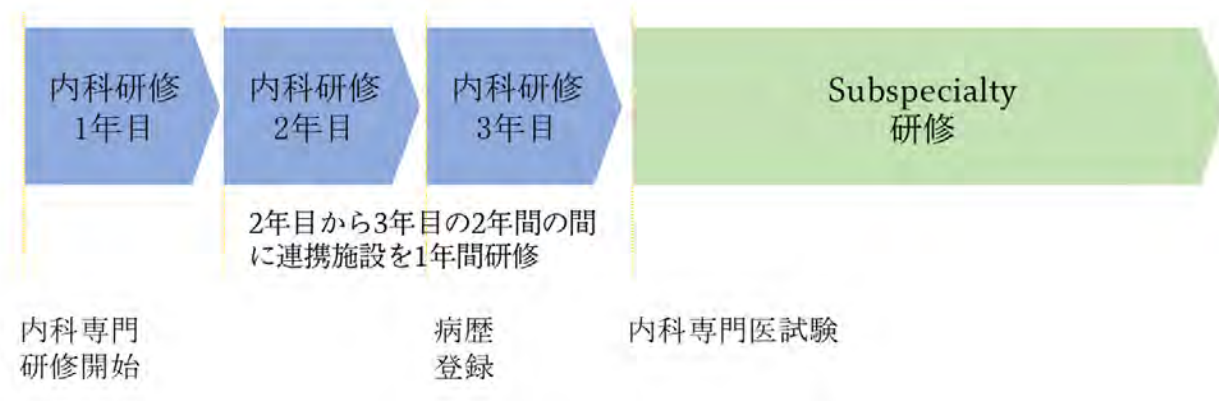 内科研修
1年目
内科研修
2年目
内科研修
3年目
Subspecialty
研修
2年目から3年目の2年間の間
に連携施設を1年間研修
内科専門
研修開始
病歴
登録
内科専門医試験